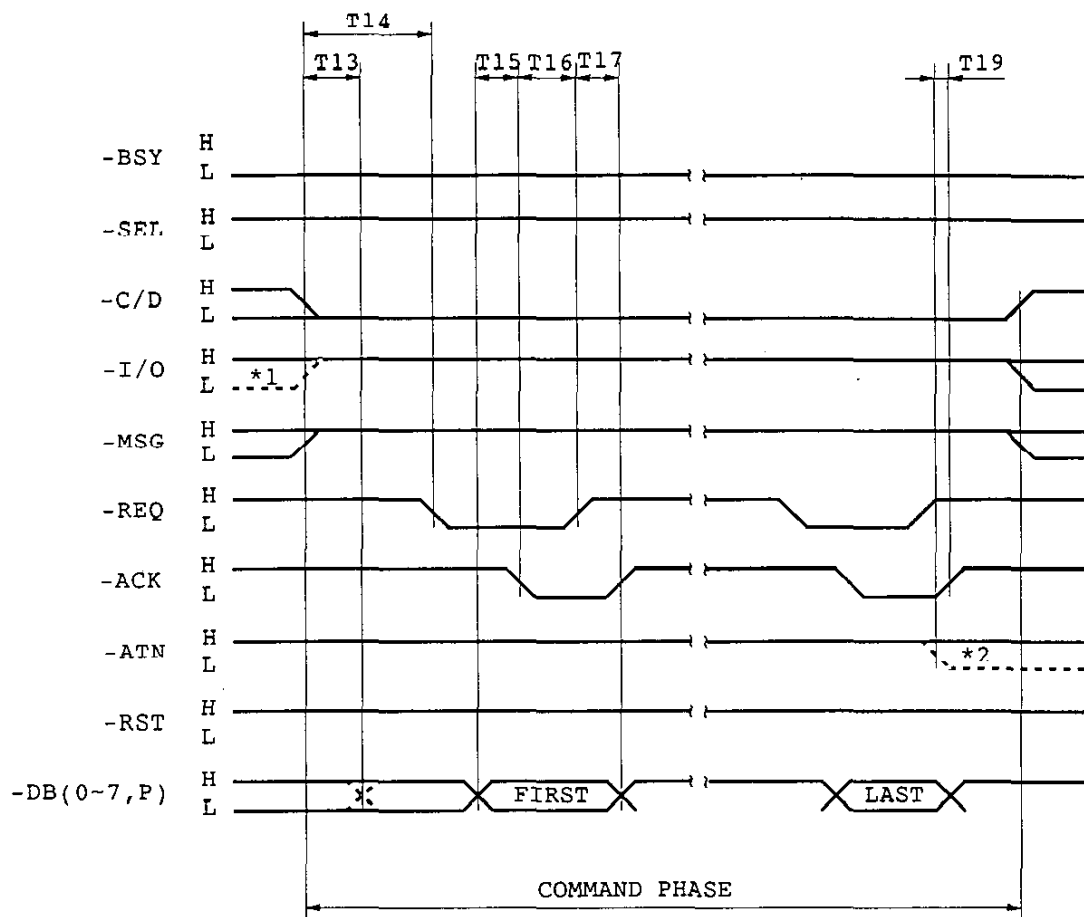 T14
T13
T15 T16 T17
T19
-BSY H
L
-SEL H
L
-C/D H
L
-I/O H
L *1
-MSG H
L
-REQ H
L
-ACK H
L
-ATN H
L *2
-RST H
L
-DB(0~7,P) H
L FIRST LAST
COMMAND PHASE